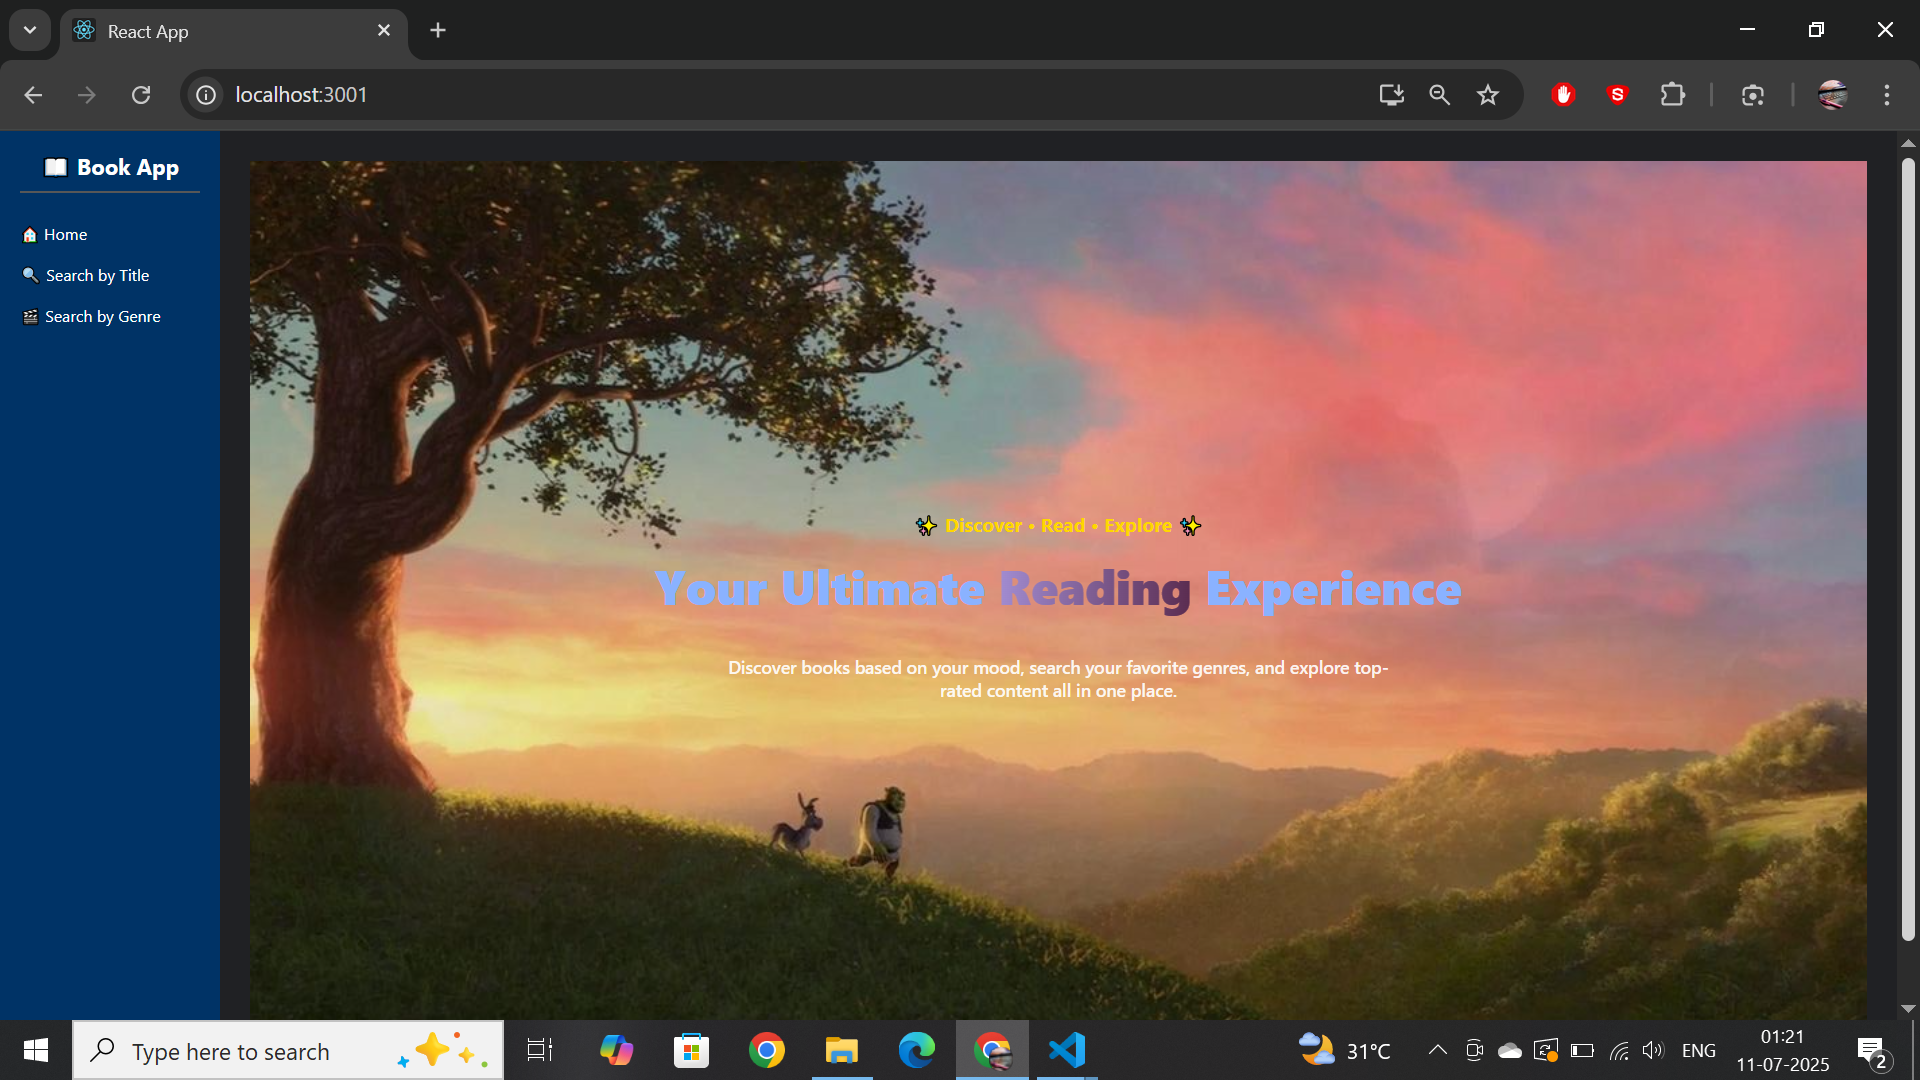 React App
localhost:3001
📖 Book App
🏠 Home
🔍 Search by Title
🎬 Search by Genre
✨ Discover • Read • Explore ✨
Your Ultimate Reading Experience
Discover books based on your mood, search your favorite genres, and explore top-
rated content all in one place.
Type here to search
31°C
ENG
01:21
11-07-2025
2